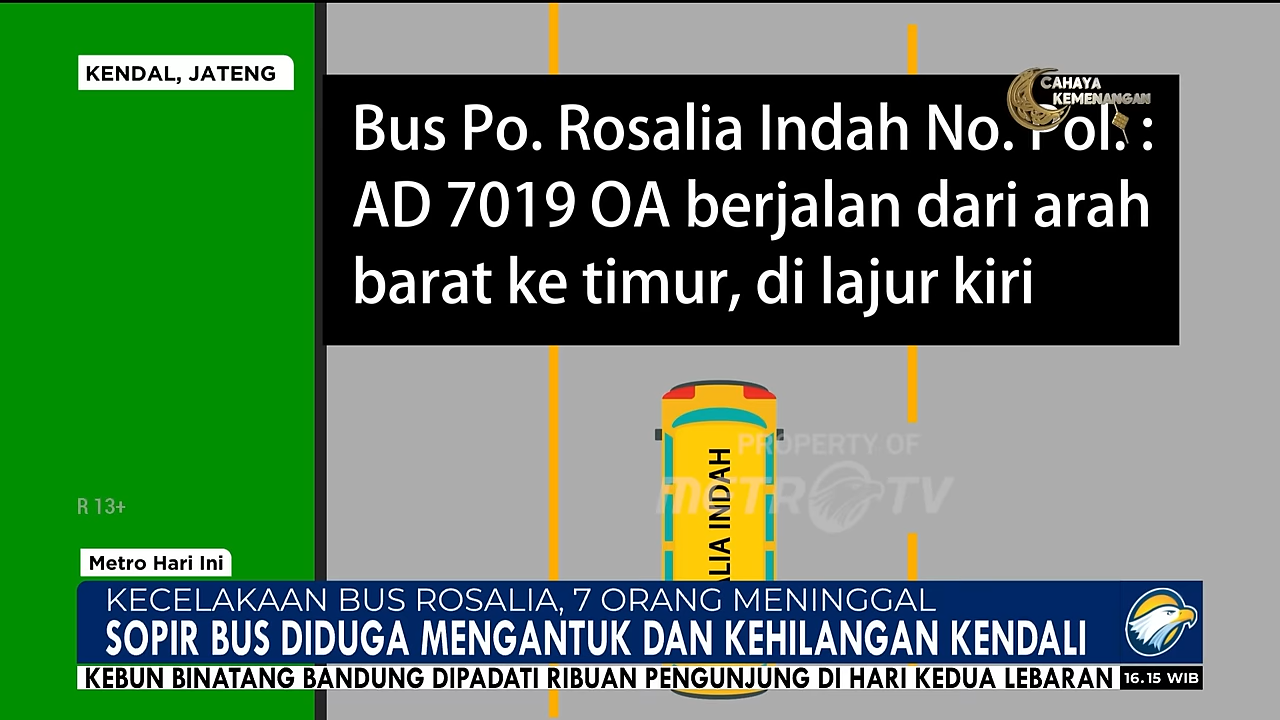 KENDAL, JATENG
CAHAYA
KEMENANGAN
Bus Po. Rosalia Indah No. Pol. :
AD 7019 OA berjalan dari arah
barat ke timur, di lajur kiri
PROPERTY OF
METRO TV
ALIA INDAH
R 13+
Metro Hari Ini
KECELAKAAN BUS ROSALIA, 7 ORANG MENINGGAL
SOPIR BUS DIDUGA MENGANTUK DAN KEHILANGAN KENDALI
KEBUN BINATANG BANDUNG DIPADATI RIBUAN PENGUNJUNG DI HARI KEDUA LEBARAN
16.15 WIB